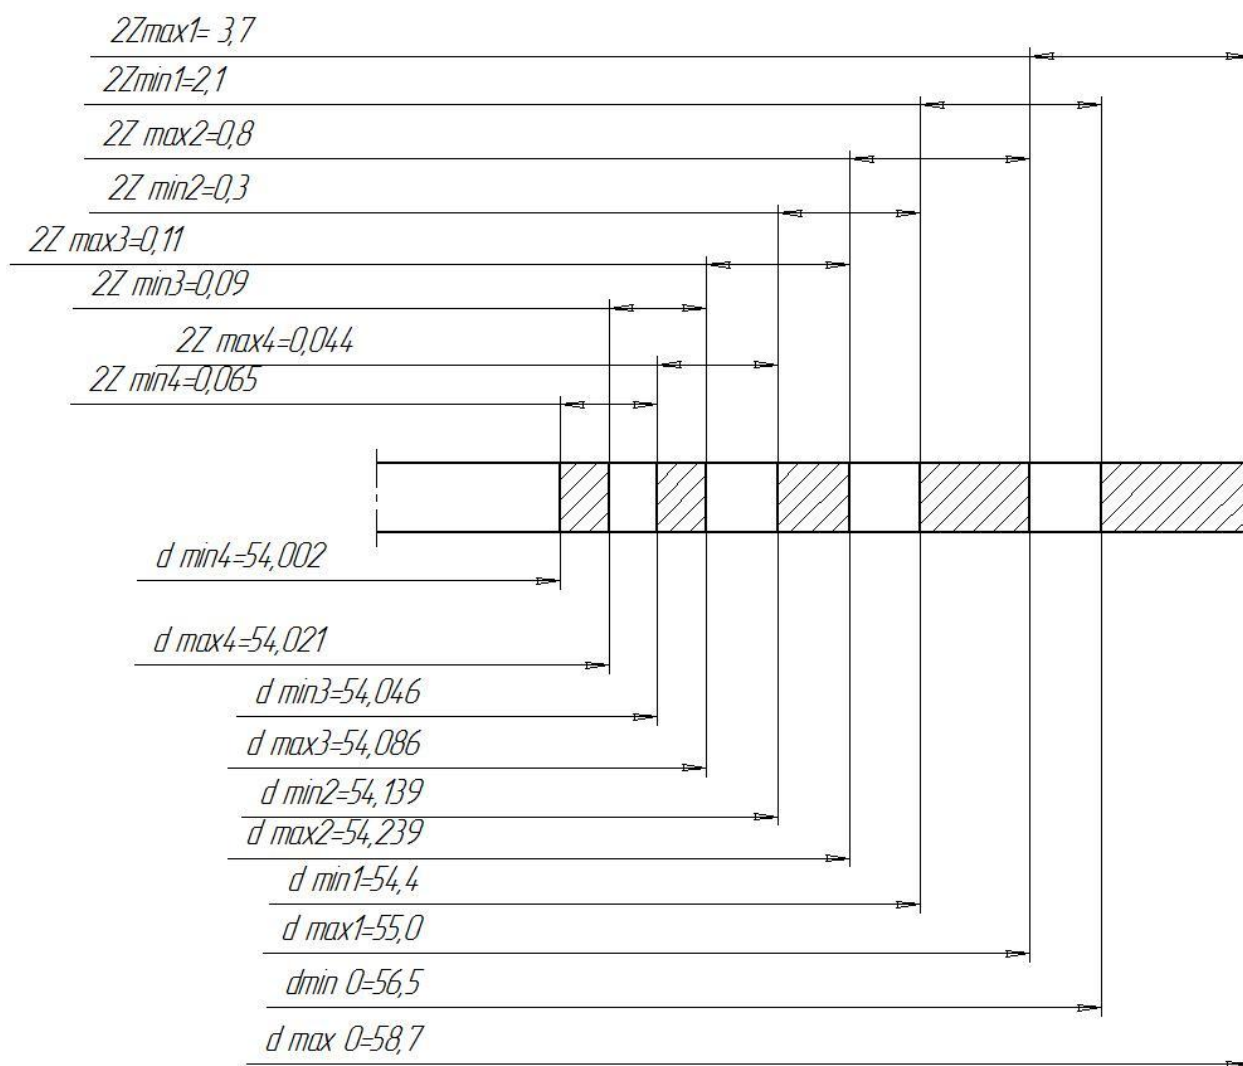 2Zmax1= 3,7
2Zmin1=2,1
2Z max2=0,8
2Z min2=0,3
2Z max3=0,11
2Z min3=0,09
2Z max4=0,044
2Z min4=0,065
d min4=54,002
d max4=54,021
d min3=54,046
d max3=54,086
d min2=54,139
d max2=54,239
d min1=54,4
d max1=55,0
dmin 0=56,5
d max 0=58,7